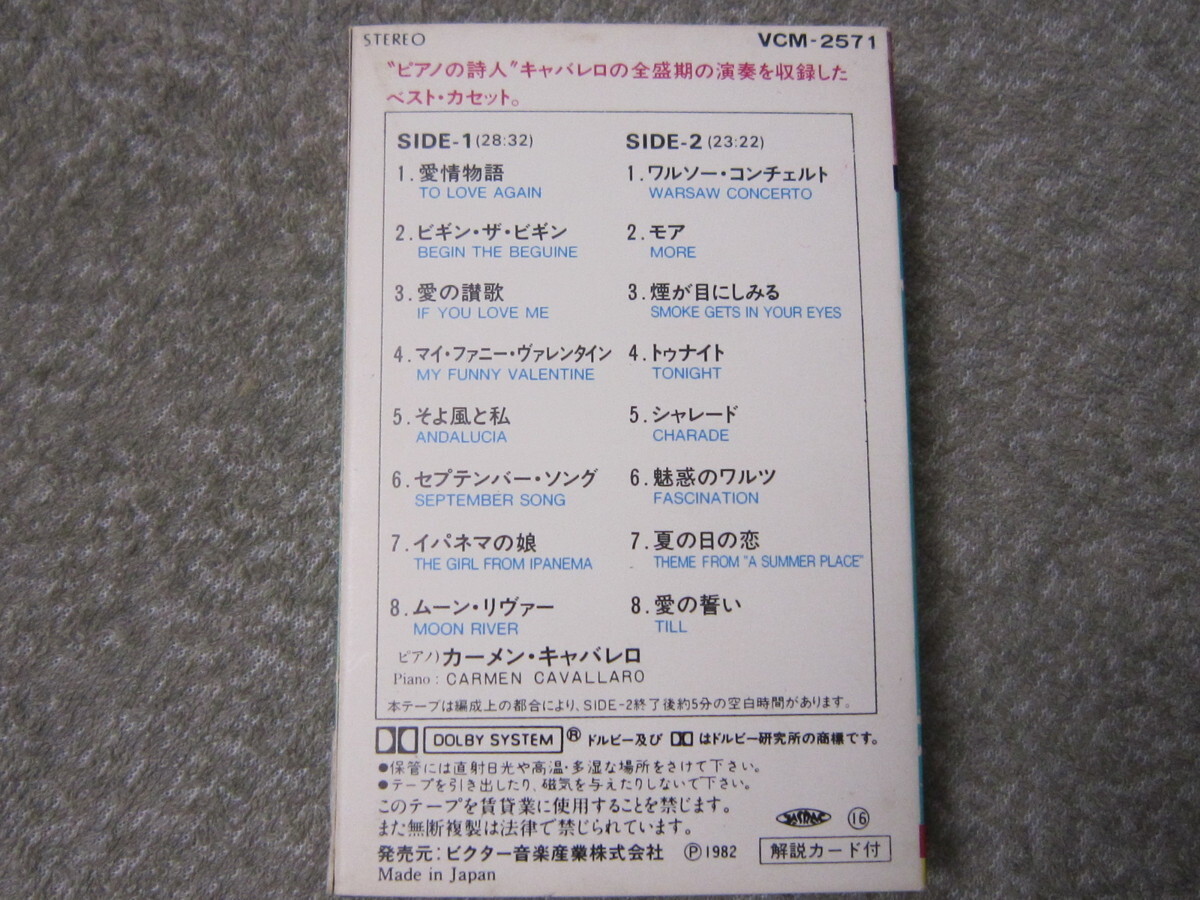 STEREO
VCM-2571
"ピアノの詩人"キャバレロの全盛期の演奏を収録した
ベスト・カセット。
SIDE-1(28:32)
1.愛情物語
TO LOVE AGAIN
2.ビギン・ザ・ビギン
BEGIN THE BEGUINE
3.愛の讃歌
IF YOU LOVE ME
4.マイ・ファニー・ヴァレンタイン
MY FUNNY VALENTINE
5.そよ風と私
ANDALUCIA
6.セプテンバー・ソング
SEPTEMBER SONG
7.イパネマの娘
THE GIRL FROM IPANEMA
8.ムーン・リヴァー
MOON RIVER
SIDE-2(23:22)
1.ワルソー・コンチェルト
WARSAW CONCERTO
2.モア
MORE
3.煙が目にしみる
SMOKE GETS IN YOUR EYES
4.トゥナイト
TONIGHT
5.シャレード
CHARADE
6.魅惑のワルツ
FASCINATION
7.夏の日の恋
THEME FROM "A SUMMER PLACE"
8.愛の誓い
TILL
ピアノ)カーメン・キャバレロ
Piano : CARMEN CAVALLARO
本テープは編成上の都合により、SIDE-2終了後約5分の空白時間があります。
DOLBY SYSTEM ® ドルビー及び はドルビー研究所の商標です。
●保管には直射日光や高温・多湿な場所をさけて下さい。
●テープを引き出したり、磁気を与えたりしないで下さい。
このテープを賃貸業に使用することを禁じます。
また無断複製は法律で禁じられています。
JASRAC ⑯
発売元:ビクター音楽産業株式会社 Ⓟ1982 解説カード付
Made in Japan